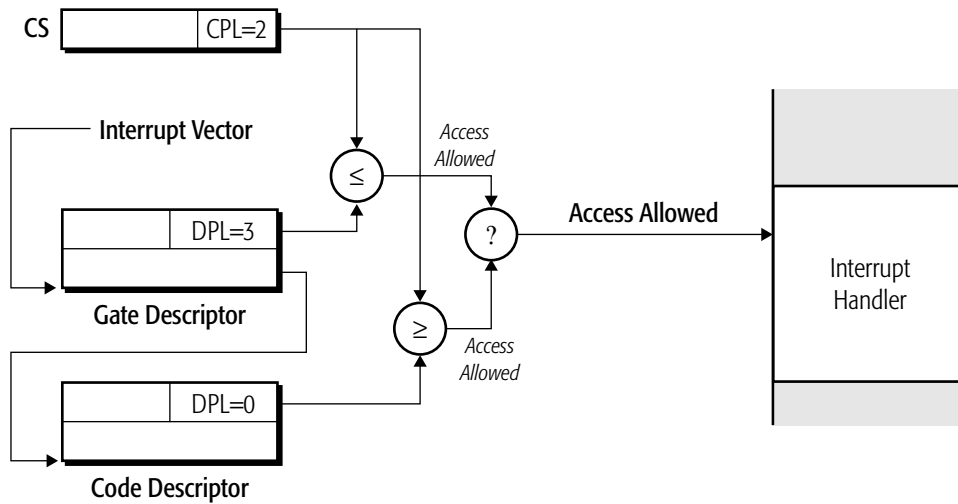 CS
CPL=2
Interrupt Vector
Access
Allowed
≤
DPL=3
?
Access Allowed
Gate Descriptor
Interrupt
Handler
≥
Access
Allowed
DPL=0
Code Descriptor